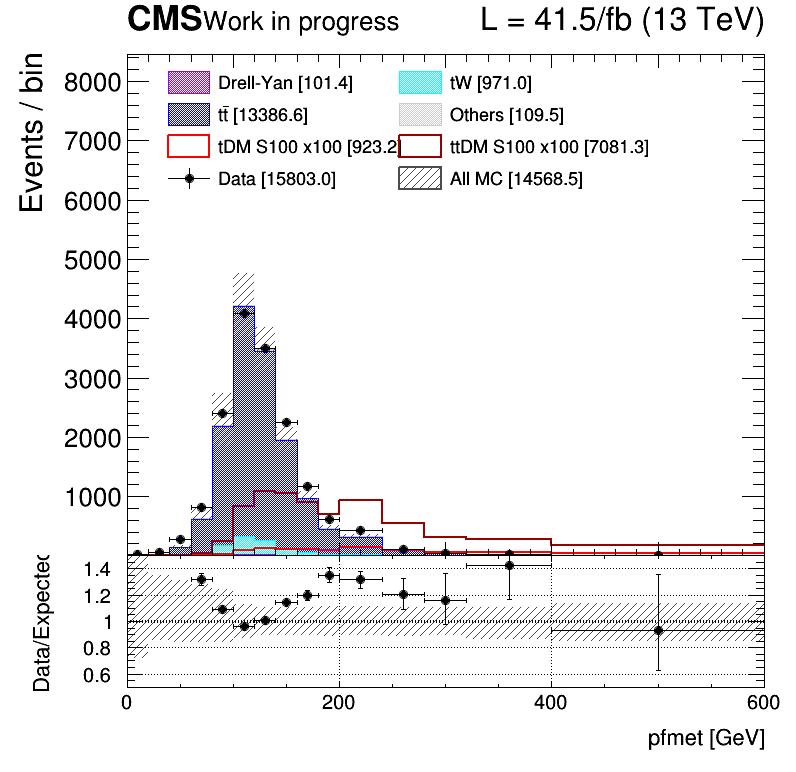 CMS Work in progress L = 41.5/fb (13 TeV)
Events / bin
8000
7000
6000
5000
4000
3000
2000
1000
Drell-Yan [101.4]
tW [971.0]
tt̄ [13386.6]
Others [109.5]
tDM S100 x100 [923.2]
ttDM S100 x100 [7081.3]
Data [15803.0]
All MC [14568.5]
Data/Expected
1.4
1.2
1
0.8
0.6
0 200 400 600
pfmet [GeV]